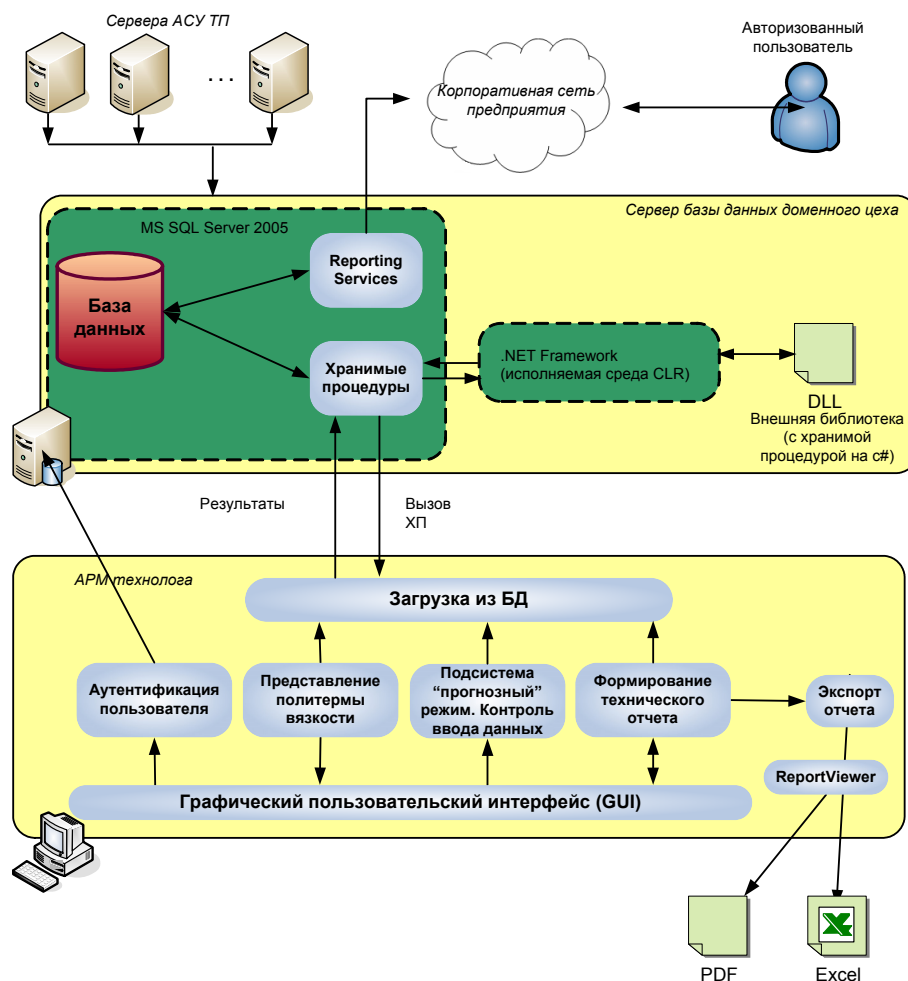 Сервера АСУ ТП
. . .
Авторизованный
пользователь
Корпоративная сеть
предприятия
Сервер базы данных доменного цеха
MS SQL Server 2005
Reporting
Services
База
данных
Хранимые
процедуры
.NET Framework
(исполняемая среда CLR)
DLL
Внешняя библиотека
(с хранимой
процедурой на c#)
Результаты
Вызов
ХП
АРМ технолога
Загрузка из БД
Аутентификация
пользователя
Представление
политермы
вязкости
Подсистема
“прогнозный”
режим. Контроль
ввода данных
Формирование
технического
отчета
Экспорт
отчета
ReportViewer
Графический пользовательский интерфейс (GUI)
PDF
Excel